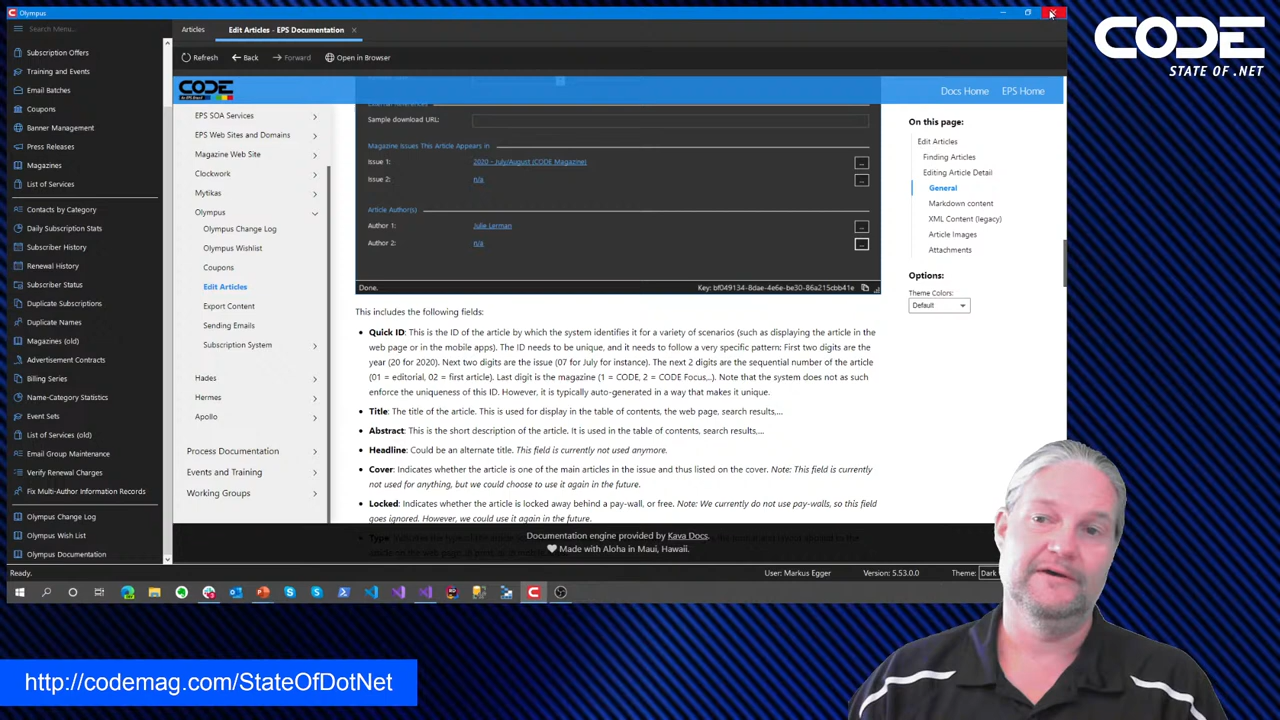 Olympus
Search Menu...
Subscription Offers
Training and Events
Email Batches
Coupons
Banner Management
Press Releases
Magazines
List of Services
Contacts by Category
Daily Subscription Stats
Subscriber History
Renewal History
Subscriber Status
Duplicate Subscriptions
Duplicate Names
Magazines (old)
Advertisement Contracts
Billing Series
Name-Category Statistics
Event Sets
List of Services (old)
Email Group Maintenance
Verify Renewal Charges
Fix Multi-Author Information Records
Olympus Change Log
Olympus Wish List
Olympus Documentation
Articles
Edit Articles - EPS Documentation
Refresh
Back
Forward
Open in Browser
CODE
Docs Home
EPS Home
EPS SOA Services
EPS Web Sites and Domains
Magazine Web Site
Clockwork
Mytikas
Olympus
Olympus Change Log
Olympus Wishlist
Coupons
Edit Articles
Export Content
Sending Emails
Subscription System
Hades
Hermes
Apollo
Process Documentation
Events and Training
Working Groups
External References
Sample download URL:
Magazine Issues This Article Appears in
Issue 1: 2020 - July/August (CODE Magazine) ...
Issue 2: n/a ...
Article Author(s)
Author 1: Julie Lerman ...
Author 2: n/a ...
Done.
Key: bf049134-8dae-4e6e-be30-86a215cbb41e
This includes the following fields:
• Quick ID: This is the ID of the article by which the system identifies it for a variety of scenarios (such as displaying the article in
the web page or in the mobile apps). The ID needs to be unique, and it needs to follow a very specific pattern: First two digits are the
year (20 for 2020). Next two digits are the issue (07 for July for instance). The next 2 digits are the sequential number of the article
(01 = editorial, 02 = first article). Last digit is the magazine (1 = CODE, 2 = CODE Focus,..). Note that the system does not as such
enforce the uniqueness of this ID. However, it is typically auto-generated in a way that makes it unique.
• Title: The title of the article. This is used for display in the table of contents, the web page, search results,...
• Abstract: This is the short description of the article. It is used in the table of contents, search results,...
• Headline: Could be an alternate title. This field is currently not used anymore.
• Cover: Indicates whether the article is one of the main articles in the issue and thus listed on the cover. Note: This field is currently
not used for anything, but we could choose to use it again in the future.
• Locked: Indicates whether the article is locked away behind a pay-wall, or free. Note: We currently do not use pay-walls, so this field
goes ignored. However, we could use it again in the future.
• Type:
Documentation engine provided by Kava Docs.
Made with Aloha in Maui, Hawaii.
On this page:
Edit Articles
Finding Articles
Editing Article Detail
General
Markdown content
XML Content (legacy)
Article Images
Attachments
Options:
Theme Colors:
Default
Ready.
User: Markus Egger
Version: 5.53.0.0
Theme: Dark
CODE
STATE OF .NET
http://codemag.com/StateOfDotNet